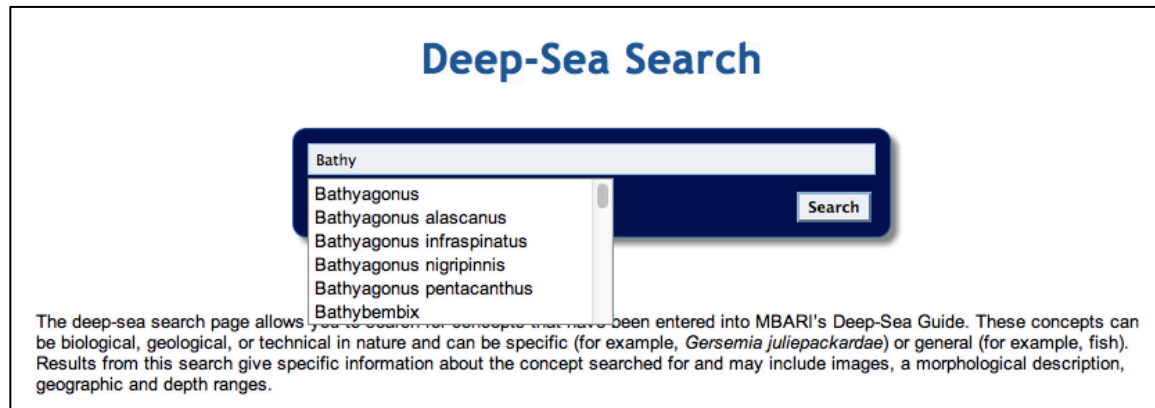 Deep-Sea Search
Bathy
Bathyagonus
Bathyagonus alascanus
Search
Bathyagonus infraspinatus
Bathyagonus nigripinnis
Bathyagonus pentacanthus
Bathybembix
The deep-sea search page allows you to search for concepts that have been entered into MBARI's Deep-Sea Guide. These concepts can
be biological, geological, or technical in nature and can be specific (for example, Gersemia juliepackardae) or general (for example, fish).
Results from this search give specific information about the concept searched for and may include images, a morphological description,
geographic and depth ranges.